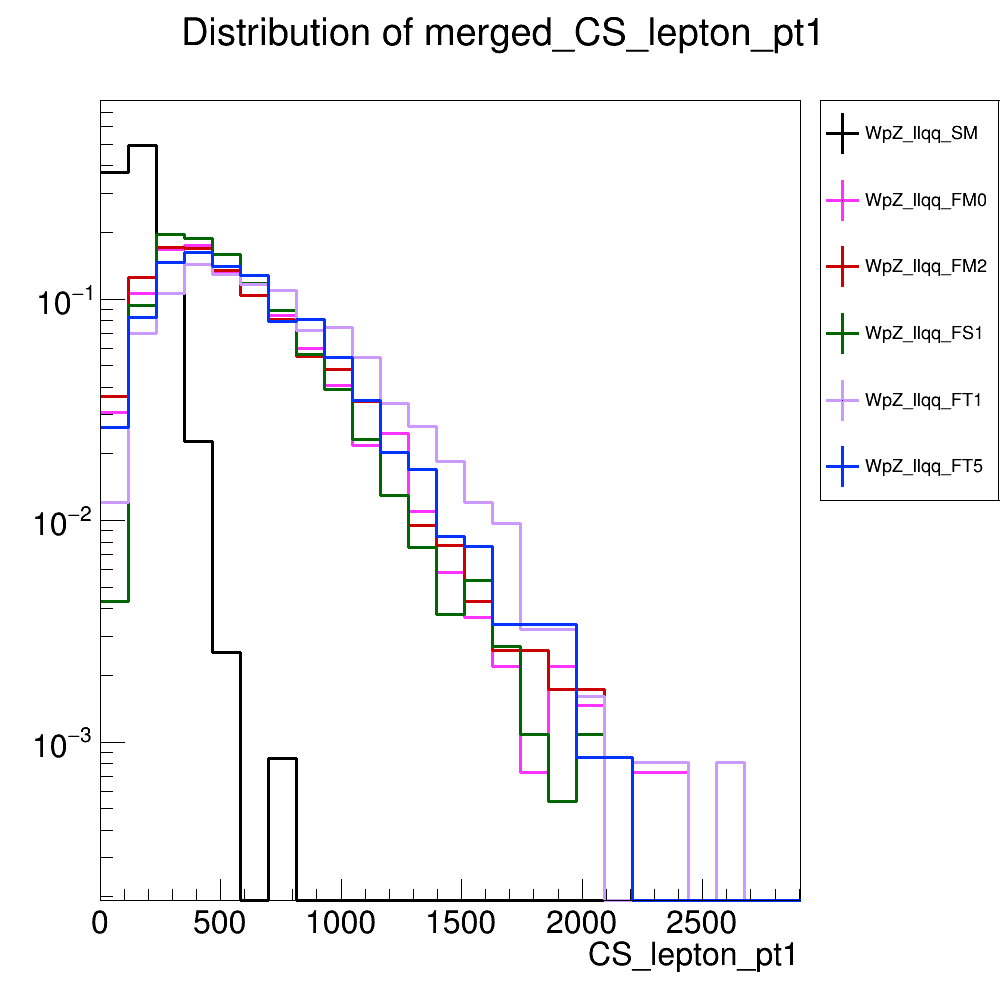 Distribution of merged_CS_lepton_pt1
WpZ_llqq_SM
WpZ_llqq_FM0
WpZ_llqq_FM2
WpZ_llqq_FS1
WpZ_llqq_FT1
WpZ_llqq_FT5
10⁻¹
10⁻²
10⁻³
0 500 1000 1500 2000 2500
CS_lepton_pt1